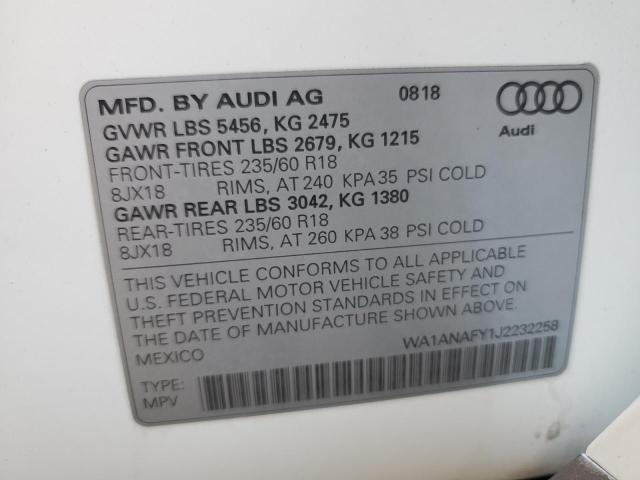 MFD. BY AUDI AG 0818
GVWR LBS 5456, KG 2475
GAWR FRONT LBS 2679, KG 1215
FRONT-TIRES 235/60 R18
8JX18 RIMS, AT 240 KPA 35 PSI COLD
GAWR REAR LBS 3042, KG 1380
REAR-TIRES 235/60 R18
8JX18 RIMS, AT 260 KPA 38 PSI COLD
Audi
THIS VEHICLE CONFORMS TO ALL APPLICABLE
U.S. FEDERAL MOTOR VEHICLE SAFETY AND
THEFT PREVENTION STANDARDS IN EFFECT ON
THE DATE OF MANUFACTURE SHOWN ABOVE.
MEXICO WA1ANAFY1J2232258
TYPE:
MPV